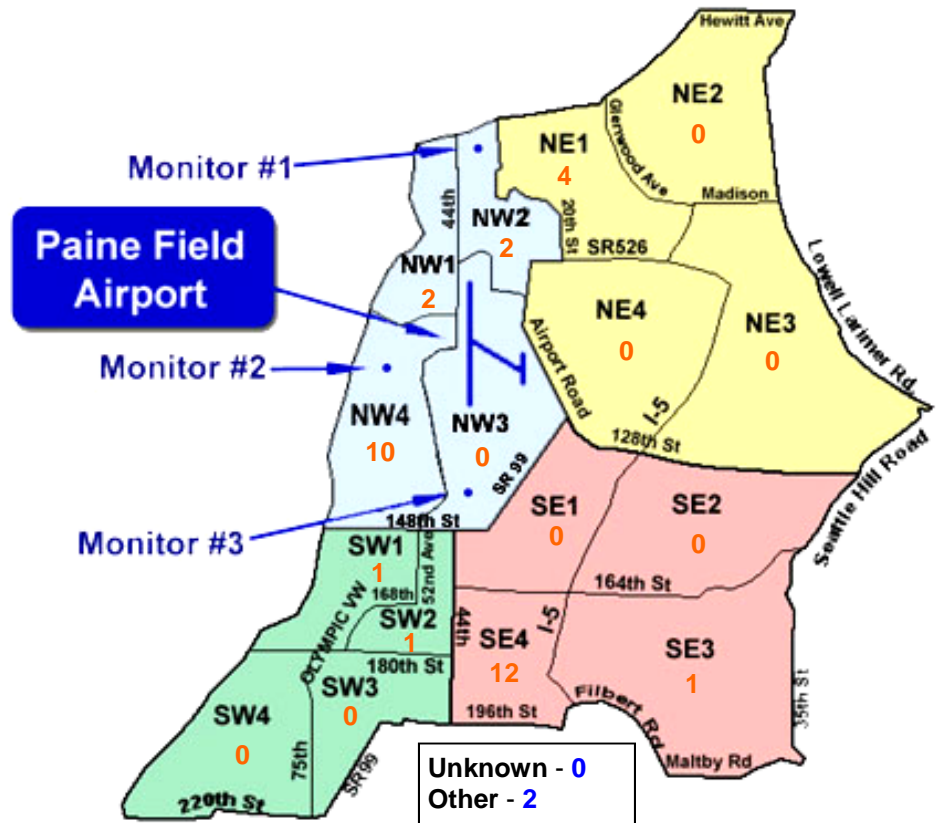 Hewitt Ave
NE2
0
Glenwood Ave
NE1
4
Monitor #1
Madison
44th
20th St
NW2
2
SR526
Paine Field
Airport
NW1
2
Lowell Larimer Rd
NE4
0
NE3
0
Airport Road
Monitor #2
I-5
NW4
10
NW3
0
128th St
SR 99
Seattle Hill Road
SE1
0
SE2
0
148th St
Monitor #3
SW1
1
52nd Ave
168th
164th St
OLYMPIC VW
SW2
1
44th
I-5
SE4
12
SE3
1
180th St
35th St
SW3
0
SW4
0
196th St
Filbert Rd
75th
SR99
Maltby Rd
220th St
Unknown - 0
Other - 2